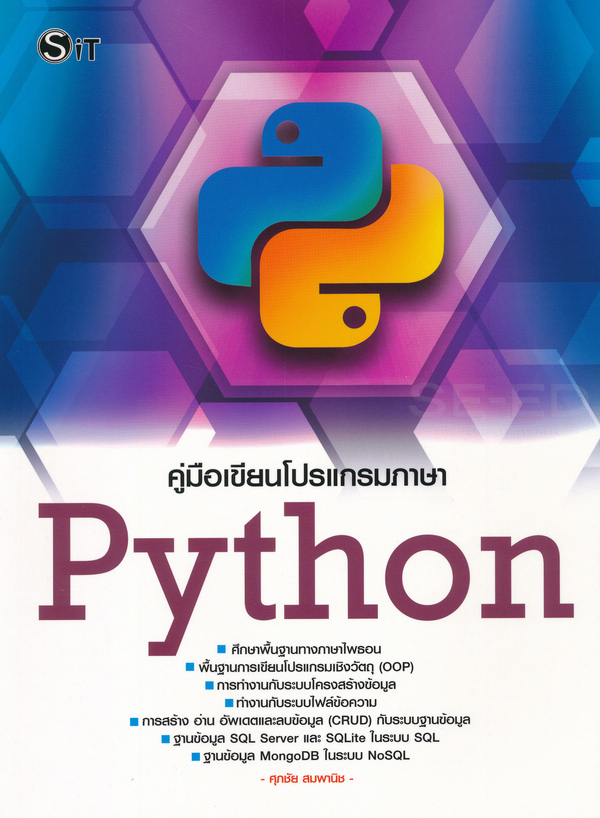 SiT
SE-ED
คู่มือเขียนโปรแกรมภาษา
Python
ศึกษาพื้นฐานทางภาษาไพธอน
พื้นฐานการเขียนโปรแกรมเชิงวัตถุ (OOP)
การทำงานกับระบบโครงสร้างข้อมูล
ทำงานกับระบบไฟล์ข้อความ
การสร้าง อ่าน อัพเดตและลบข้อมูล (CRUD) กับระบบฐานข้อมูล
ฐานข้อมูล SQL Server และ SQLite ในระบบ SQL
ฐานข้อมูล MongoDB ในระบบ NoSQL
- ศุภชัย สมพานิช -